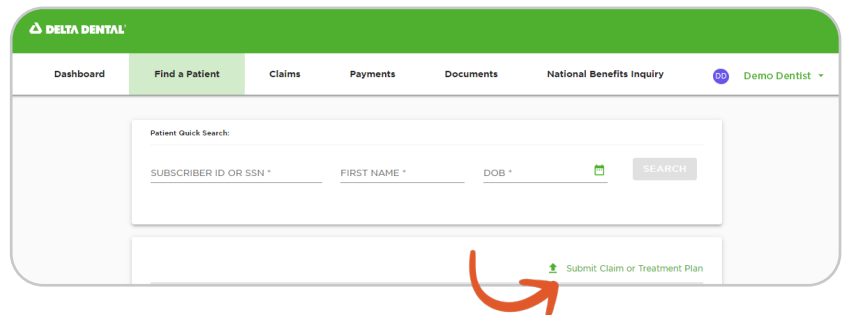 DELTA DENTAL
Dashboard Find a Patient Claims Payments Documents National Benefits Inquiry DD Demo Dentist
Patient Quick Search:
SUBSCRIBER ID OR SSN * FIRST NAME * DOB * SEARCH
Submit Claim or Treatment Plan